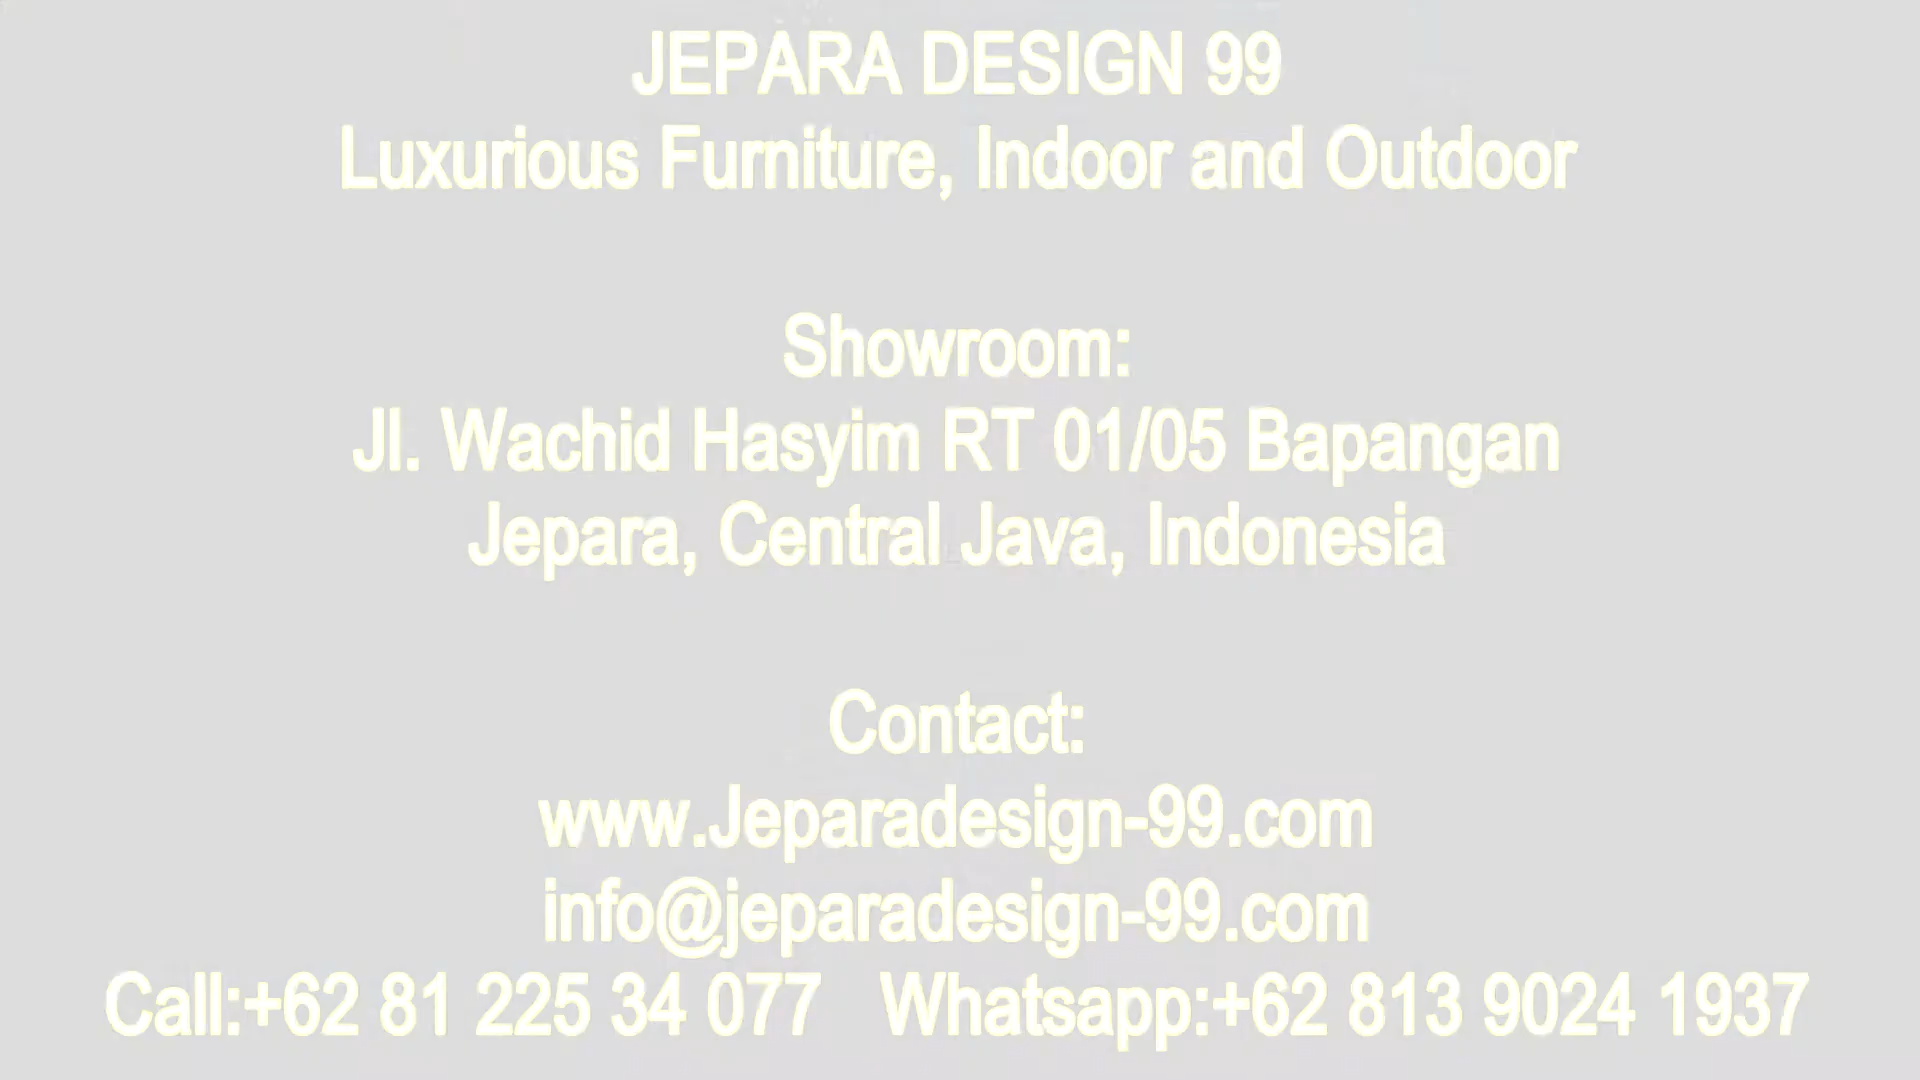 JEPARA DESIGN 99
Luxurious Furniture, Indoor and Outdoor
Showroom:
Jl. Wachid Hasyim RT 01/05 Bapangan
Jepara, Central Java, Indonesia
Contact:
www.Jeparadesign-99.com
info@jeparadesign-99.com
Call:+62 81 225 34 077 Whatsapp:+62 813 9024 1937